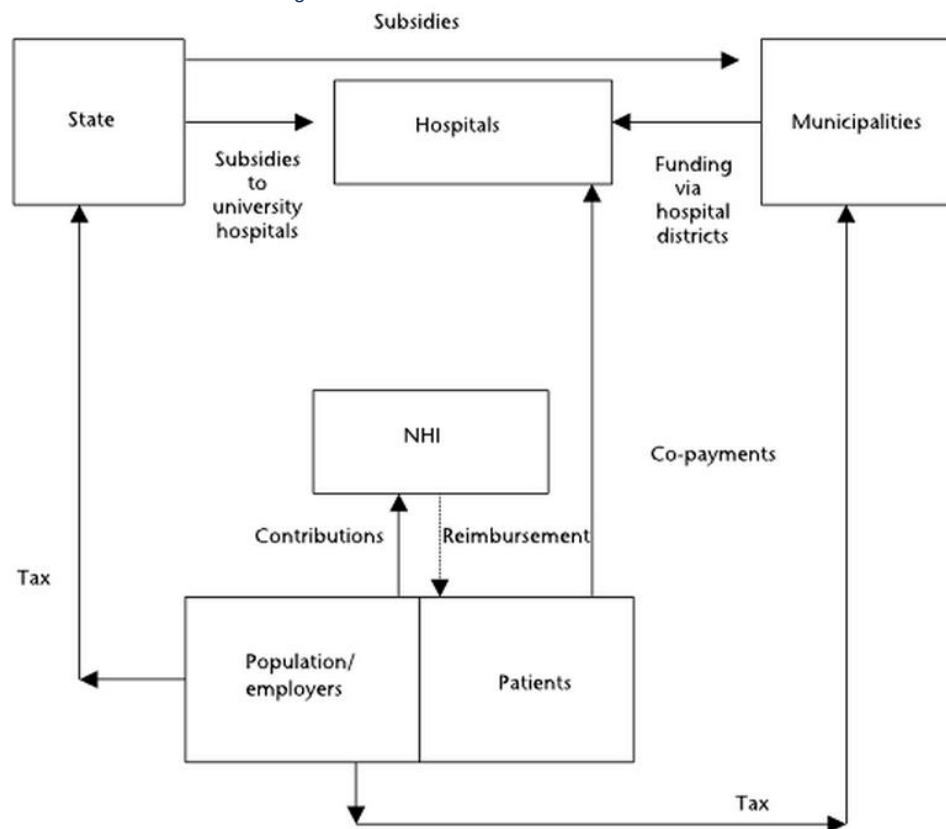 Subsidies
State
Hospitals
Municipalities
Subsidies
to
university
hospitals
Funding
via
hospital
districts
NHI
Co-payments
Contributions
Reimbursement
Tax
Population/
employers
Patients
Tax